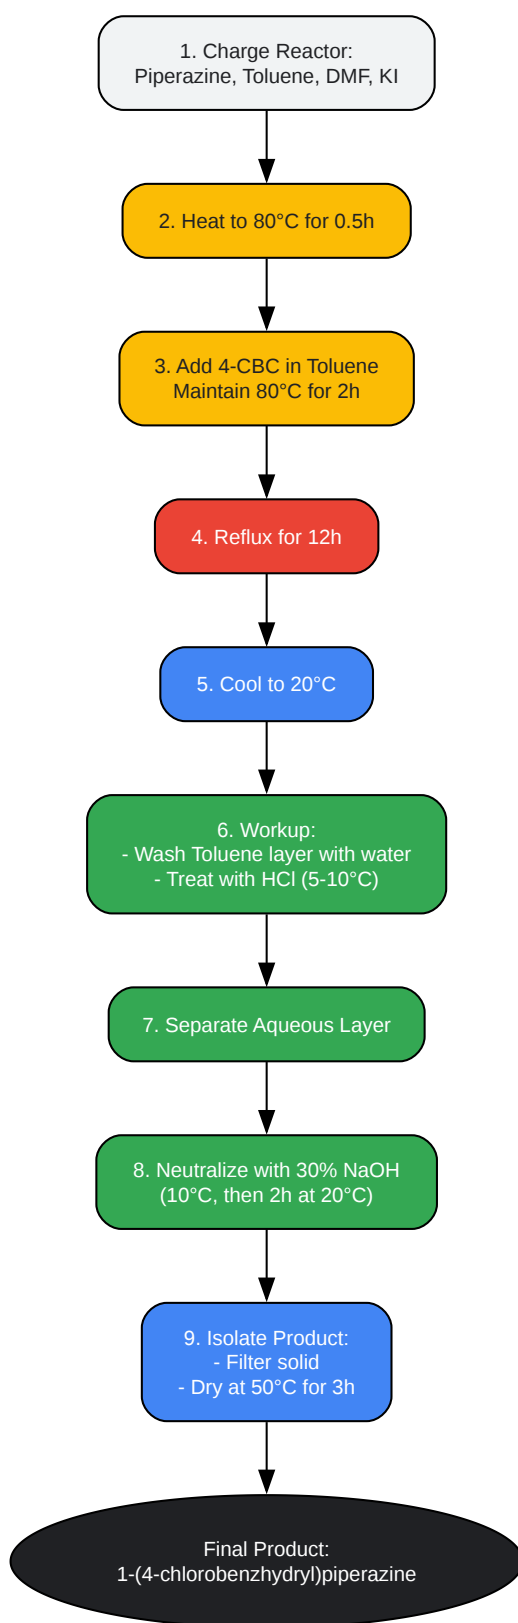 1. Charge Reactor:
Piperazine, Toluene, DMF, KI
2. Heat to 80°C for 0.5h
3. Add 4-CBC in Toluene
Maintain 80°C for 2h
4. Reflux for 12h
5. Cool to 20°C
6. Workup:
- Wash Toluene layer with water
- Treat with HCl (5-10°C)
7. Separate Aqueous Layer
8. Neutralize with 30% NaOH
(10°C, then 2h at 20°C)
9. Isolate Product:
- Filter solid
- Dry at 50°C for 3h
Final Product:
1-(4-chlorobenzhydryl)piperazine